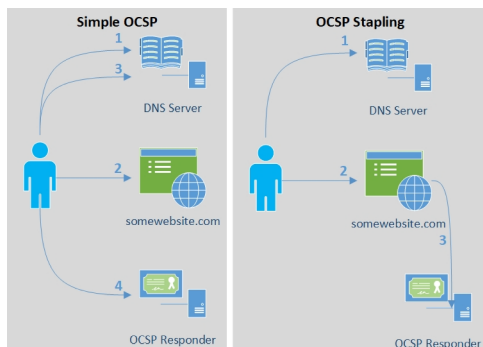 Simple OCSP
1
3
DNS Server
2
somewebsite.com
4
OCSP Responder
OCSP Stapling
1
DNS Server
2
somewebsite.com
3
OCSP Responder